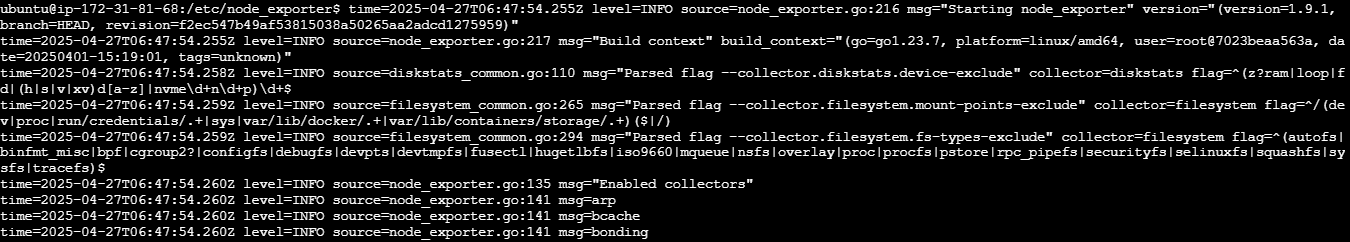 ubuntu@ip-172-31-81-68:/etc/node_exporter$ time=2025-04-27T06:47:54.255Z level=INFO source=node_exporter.go:216 msg="Starting node_exporter" version="(version=1.9.1,
branch=HEAD, revision=f2ec547b49af53815038a50265aa2adcd1275959)"
time=2025-04-27T06:47:54.255Z level=INFO source=node_exporter.go:217 msg="Build context" build_context="(go=go1.23.7, platform=linux/amd64, user=root@7023beaa563a, da
te=20250401-15:19:01, tags=unknown)"
time=2025-04-27T06:47:54.258Z level=INFO source=diskstats_common.go:110 msg="Parsed flag --collector.diskstats.device-exclude" collector=diskstats flag=^(z?ram|loop|f
d|(h|s|v|xv)d[a-z]|nvme\d+n\d+p)\d+$
time=2025-04-27T06:47:54.259Z level=INFO source=filesystem_common.go:265 msg="Parsed flag --collector.filesystem.mount-points-exclude" collector=filesystem flag=^/(de
v|proc|run/credentials/.+|sys|var/lib/docker/.+|var/lib/containers/storage/.+)($|/)
time=2025-04-27T06:47:54.259Z level=INFO source=filesystem_common.go:294 msg="Parsed flag --collector.filesystem.fs-types-exclude" collector=filesystem flag=^(autofs|
binfmt_misc|bpf|cgroup2?|configfs|debugfs|devpts|devtmpfs|fusectl|hugetlbfs|iso9660|mqueue|nsfs|overlay|proc|procfs|pstore|rpc_pipefs|securityfs|selinuxfs|squashfs|sy
sfs|tracefs)$
time=2025-04-27T06:47:54.260Z level=INFO source=node_exporter.go:135 msg="Enabled collectors"
time=2025-04-27T06:47:54.260Z level=INFO source=node_exporter.go:141 msg=arp
time=2025-04-27T06:47:54.260Z level=INFO source=node_exporter.go:141 msg=bcache
time=2025-04-27T06:47:54.260Z level=INFO source=node_exporter.go:141 msg=bonding